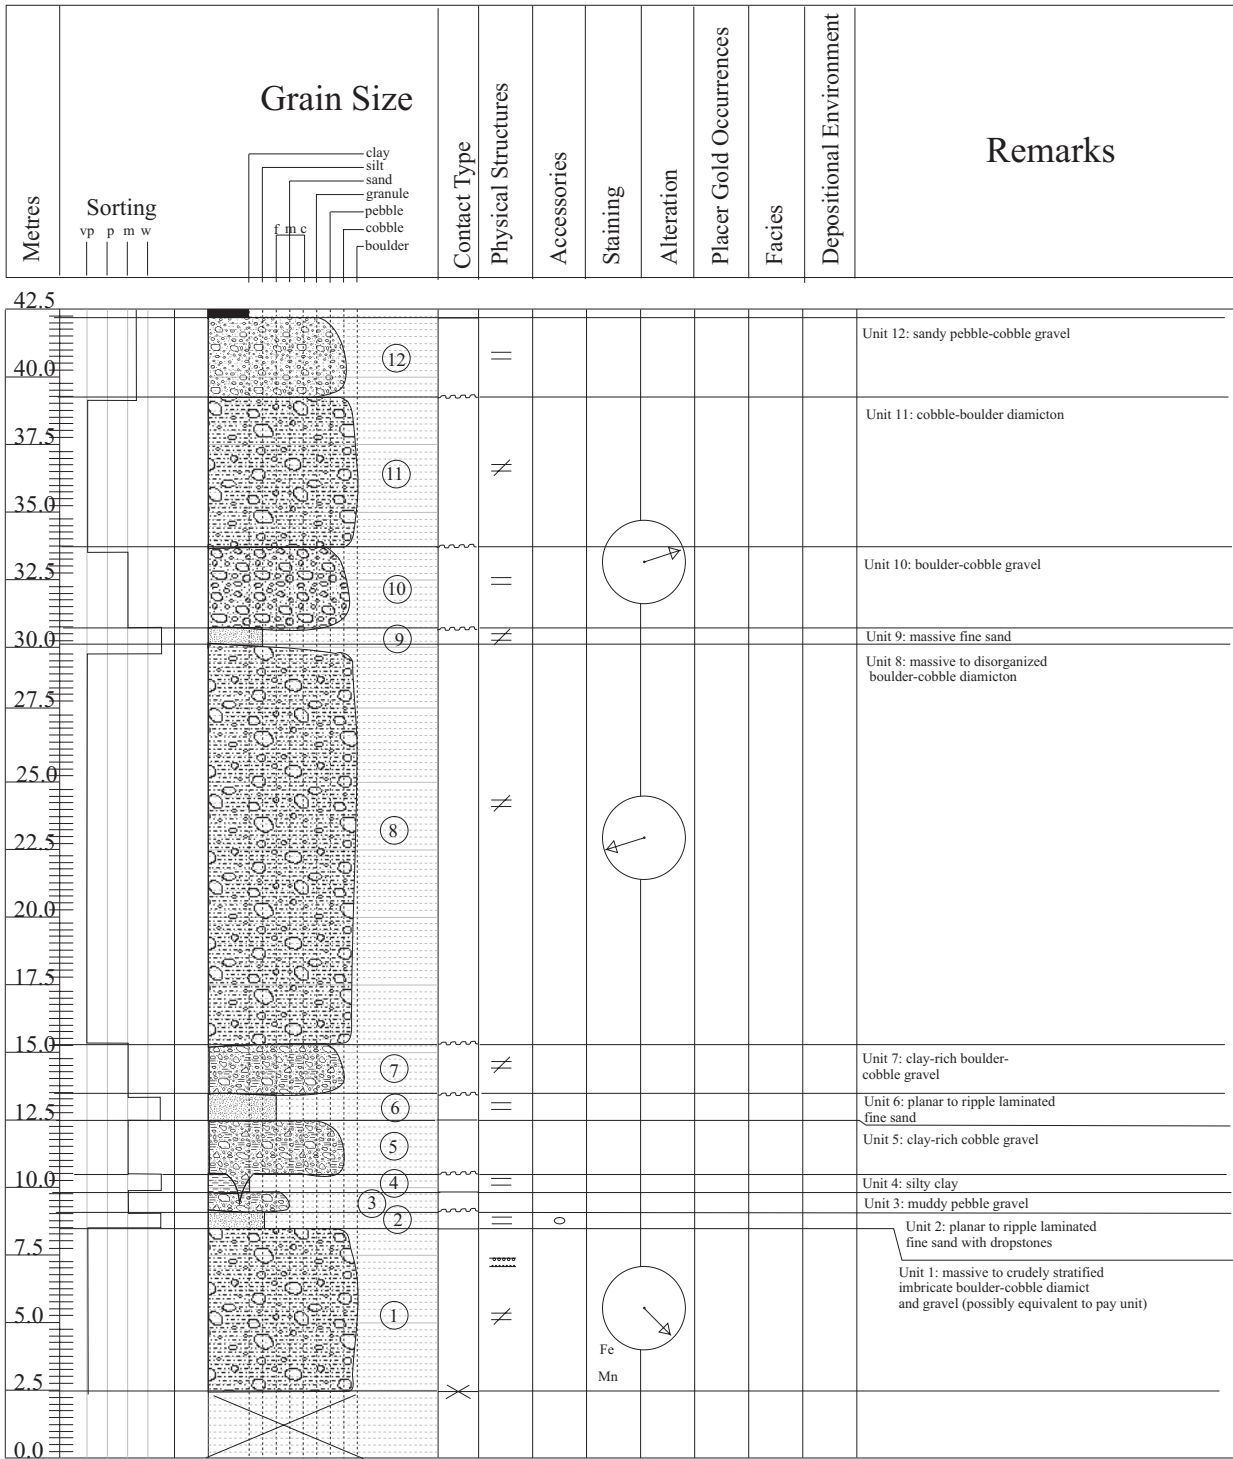 Metres
Sorting
vp p m w
Grain Size
clay
silt
sand
granule
pebble
cobble
boulder
f m c
Contact Type
Physical Structures
Accessories
Staining
Alteration
Placer Gold Occurrences
Facies
Depositional Environment
Remarks
42.5
Unit 12: sandy pebble-cobble gravel
12
40.0
Unit 11: cobble-boulder diamicton
37.5
11
35.0
Unit 10: boulder-cobble gravel
32.5
10
30.0
9
Unit 9: massive fine sand
Unit 8: massive to disorganized
boulder-cobble diamicton
27.5
25.0
8
22.5
20.0
17.5
15.0
7
Unit 7: clay-rich boulder-
cobble gravel
6
Unit 6: planar to ripple laminated
fine sand
12.5
5
Unit 5: clay-rich cobble gravel
10.0
4
Unit 4: silty clay
3
Unit 3: muddy pebble gravel
2
Unit 2: planar to ripple laminated
fine sand with dropstones
7.5
Unit 1: massive to crudely stratified
imbricate boulder-cobble diamict
and gravel (possibly equivalent to pay unit)
5.0
1
Fe
Mn
2.5
0.0